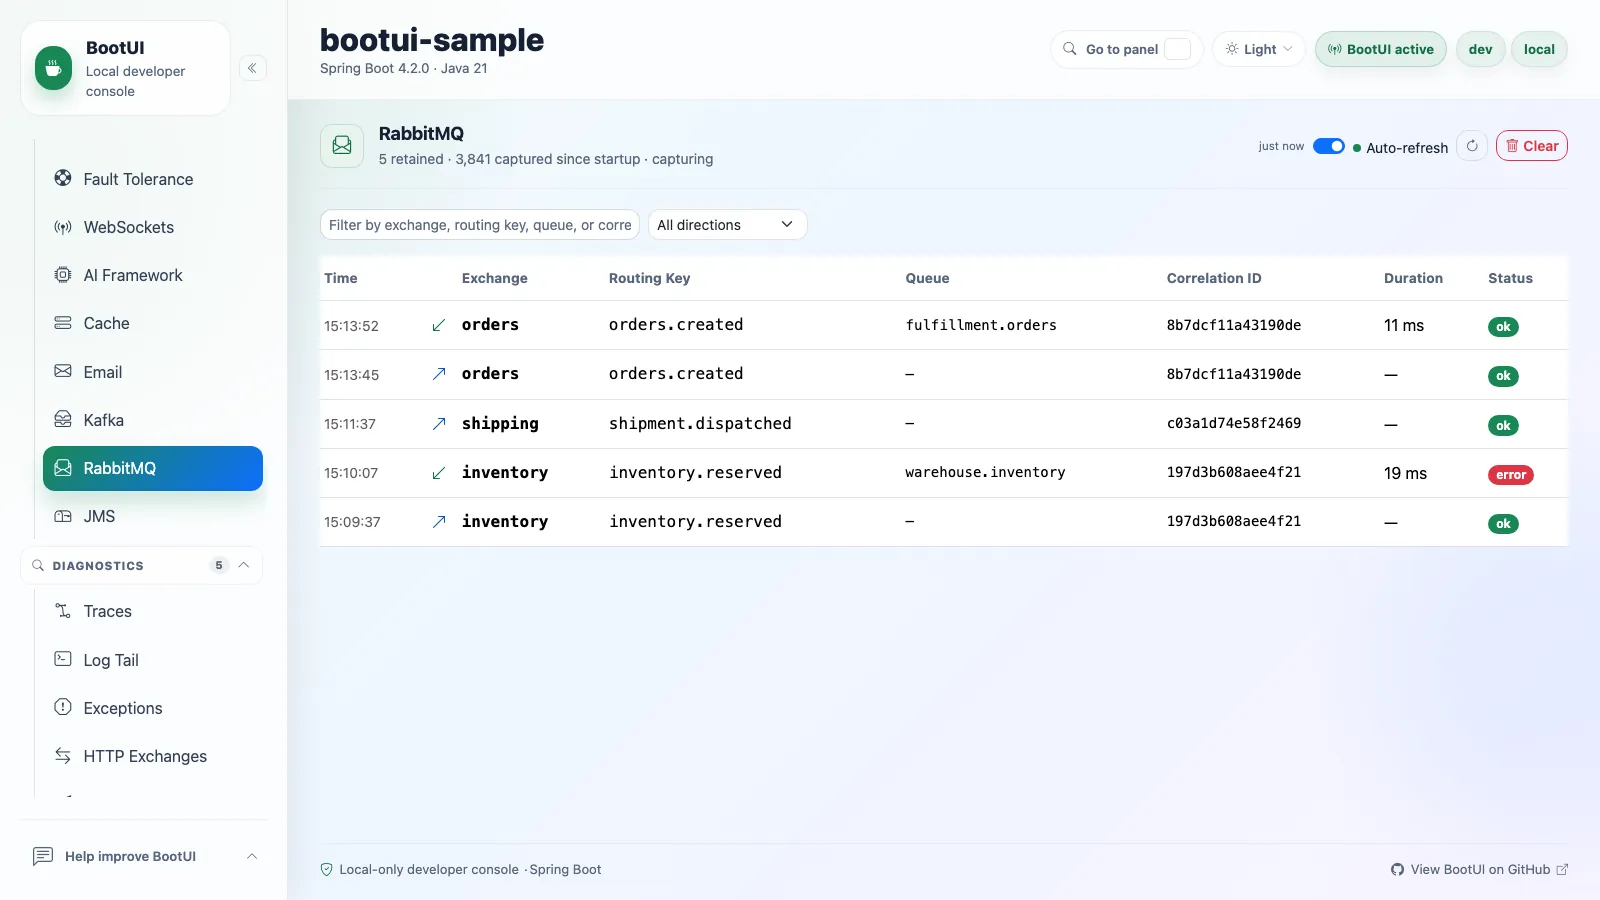 BootUI
Local developer
console
Fault Tolerance
WebSockets
AI Framework
Cache
Email
Kafka
RabbitMQ
JMS
DIAGNOSTICS 5
Traces
Log Tail
Exceptions
HTTP Exchanges
Help improve BootUI
bootui-sample
Spring Boot 4.2.0 · Java 21
Go to panel
Light
BootUI active
dev
local
RabbitMQ
5 retained · 3,841 captured since startup · capturing
just now
Auto-refresh
Clear
Filter by exchange, routing key, queue, or corre
All directions
Time Exchange Routing Key Queue Correlation ID Duration Status
15:13:52 orders orders.created fulfillment.orders 8b7dcf11a43190de 11 ms ok
15:13:45 orders orders.created – 8b7dcf11a43190de — ok
15:11:37 shipping shipment.dispatched – c03a1d74e58f2469 — ok
15:10:07 inventory inventory.reserved warehouse.inventory 197d3b608aee4f21 19 ms error
15:09:37 inventory inventory.reserved – 197d3b608aee4f21 — ok
Local-only developer console · Spring Boot
View BootUI on GitHub